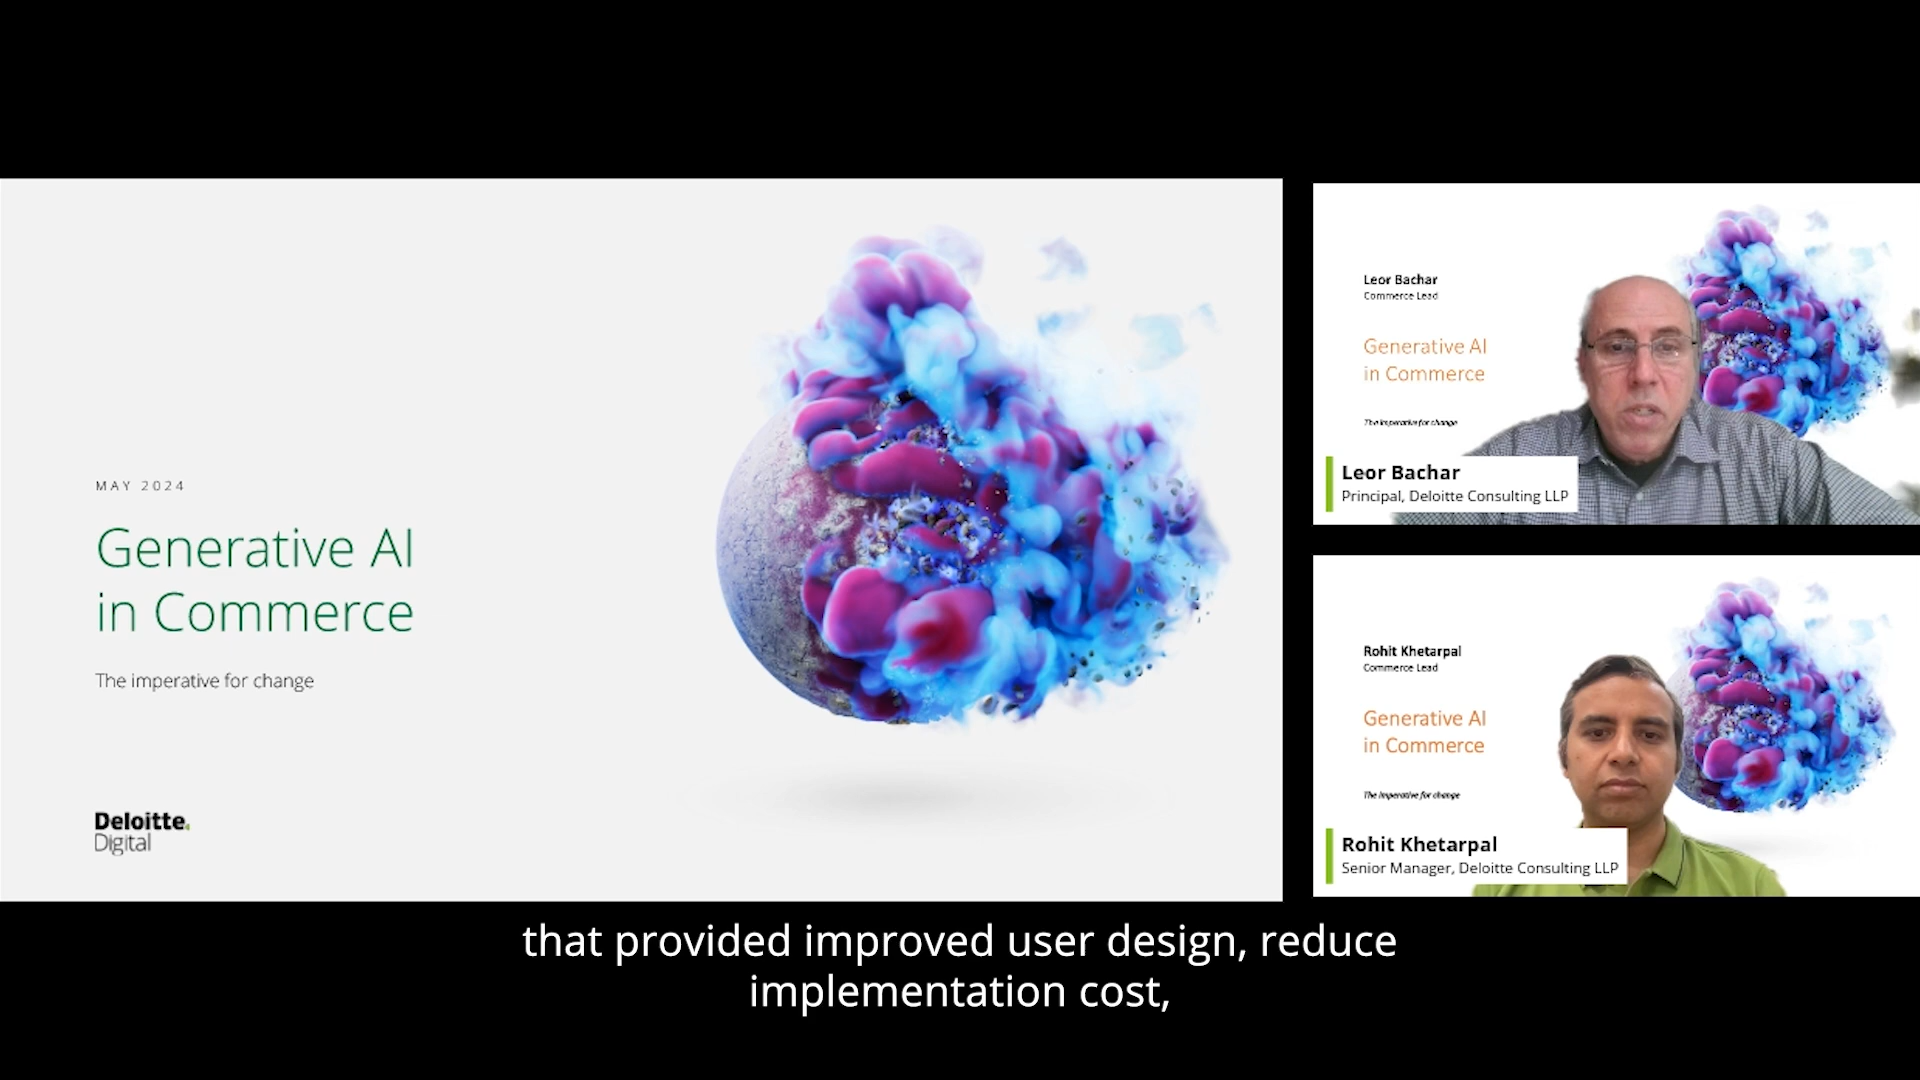 MAY 2024
Generative AI
in Commerce
The imperative for change
Deloitte.
Digital
Leor Bachar
Commerce Lead
Generative AI
in Commerce
The imperative for change
Leor Bachar
Principal, Deloitte Consulting LLP
Rohit Khetarpal
Commerce Lead
Generative AI
in Commerce
The imperative for change
Rohit Khetarpal
Senior Manager, Deloitte Consulting LLP
that provided improved user design, reduce
implementation cost,